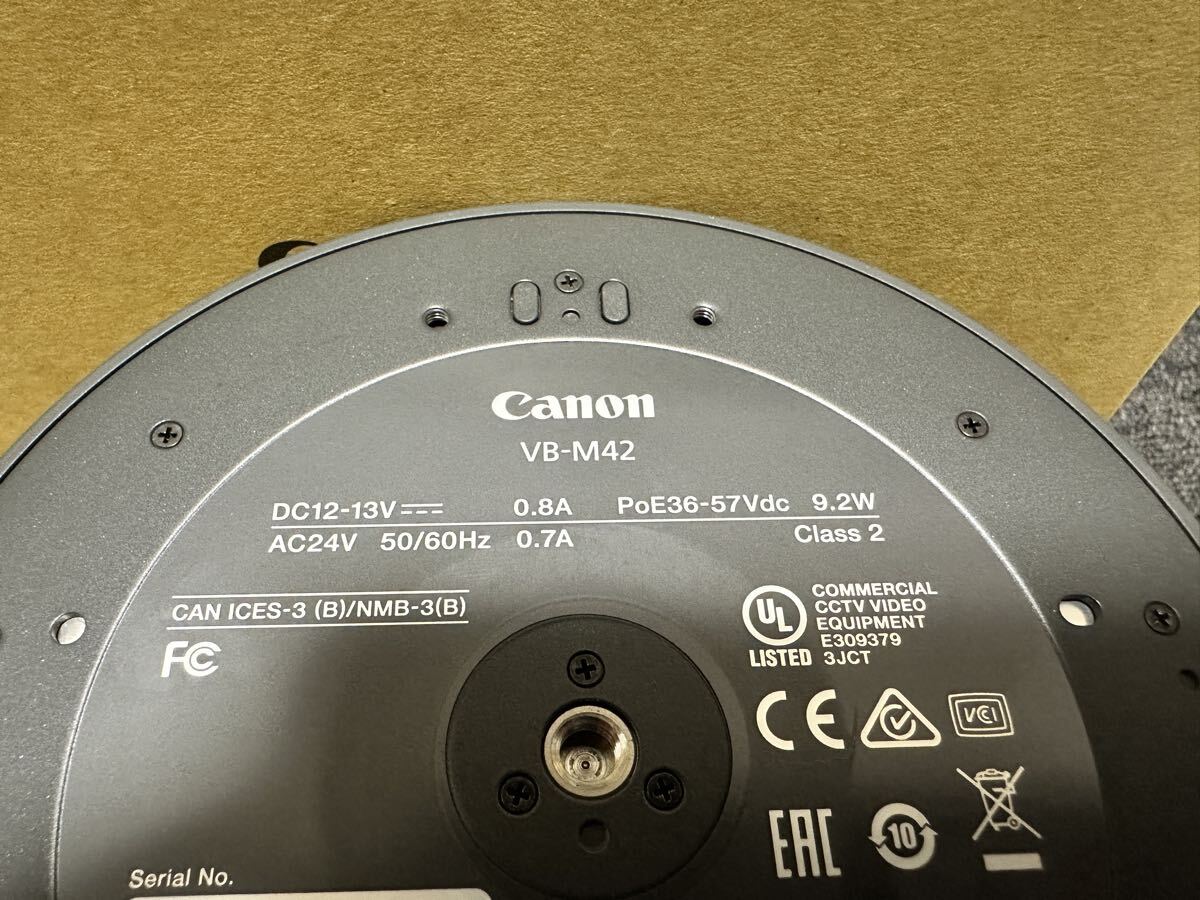 Canon
VB-M42
DC12-13V 0.8A PoE36-57Vdc 9.2W
AC24V 50/60Hz 0.7A Class 2
CAN ICES-3 (B)/NMB-3(B)
FC
UL
LISTED
COMMERCIAL
CCTV VIDEO
EQUIPMENT
E309379
3JCT
CE
VCI
EAC
10
Serial No.